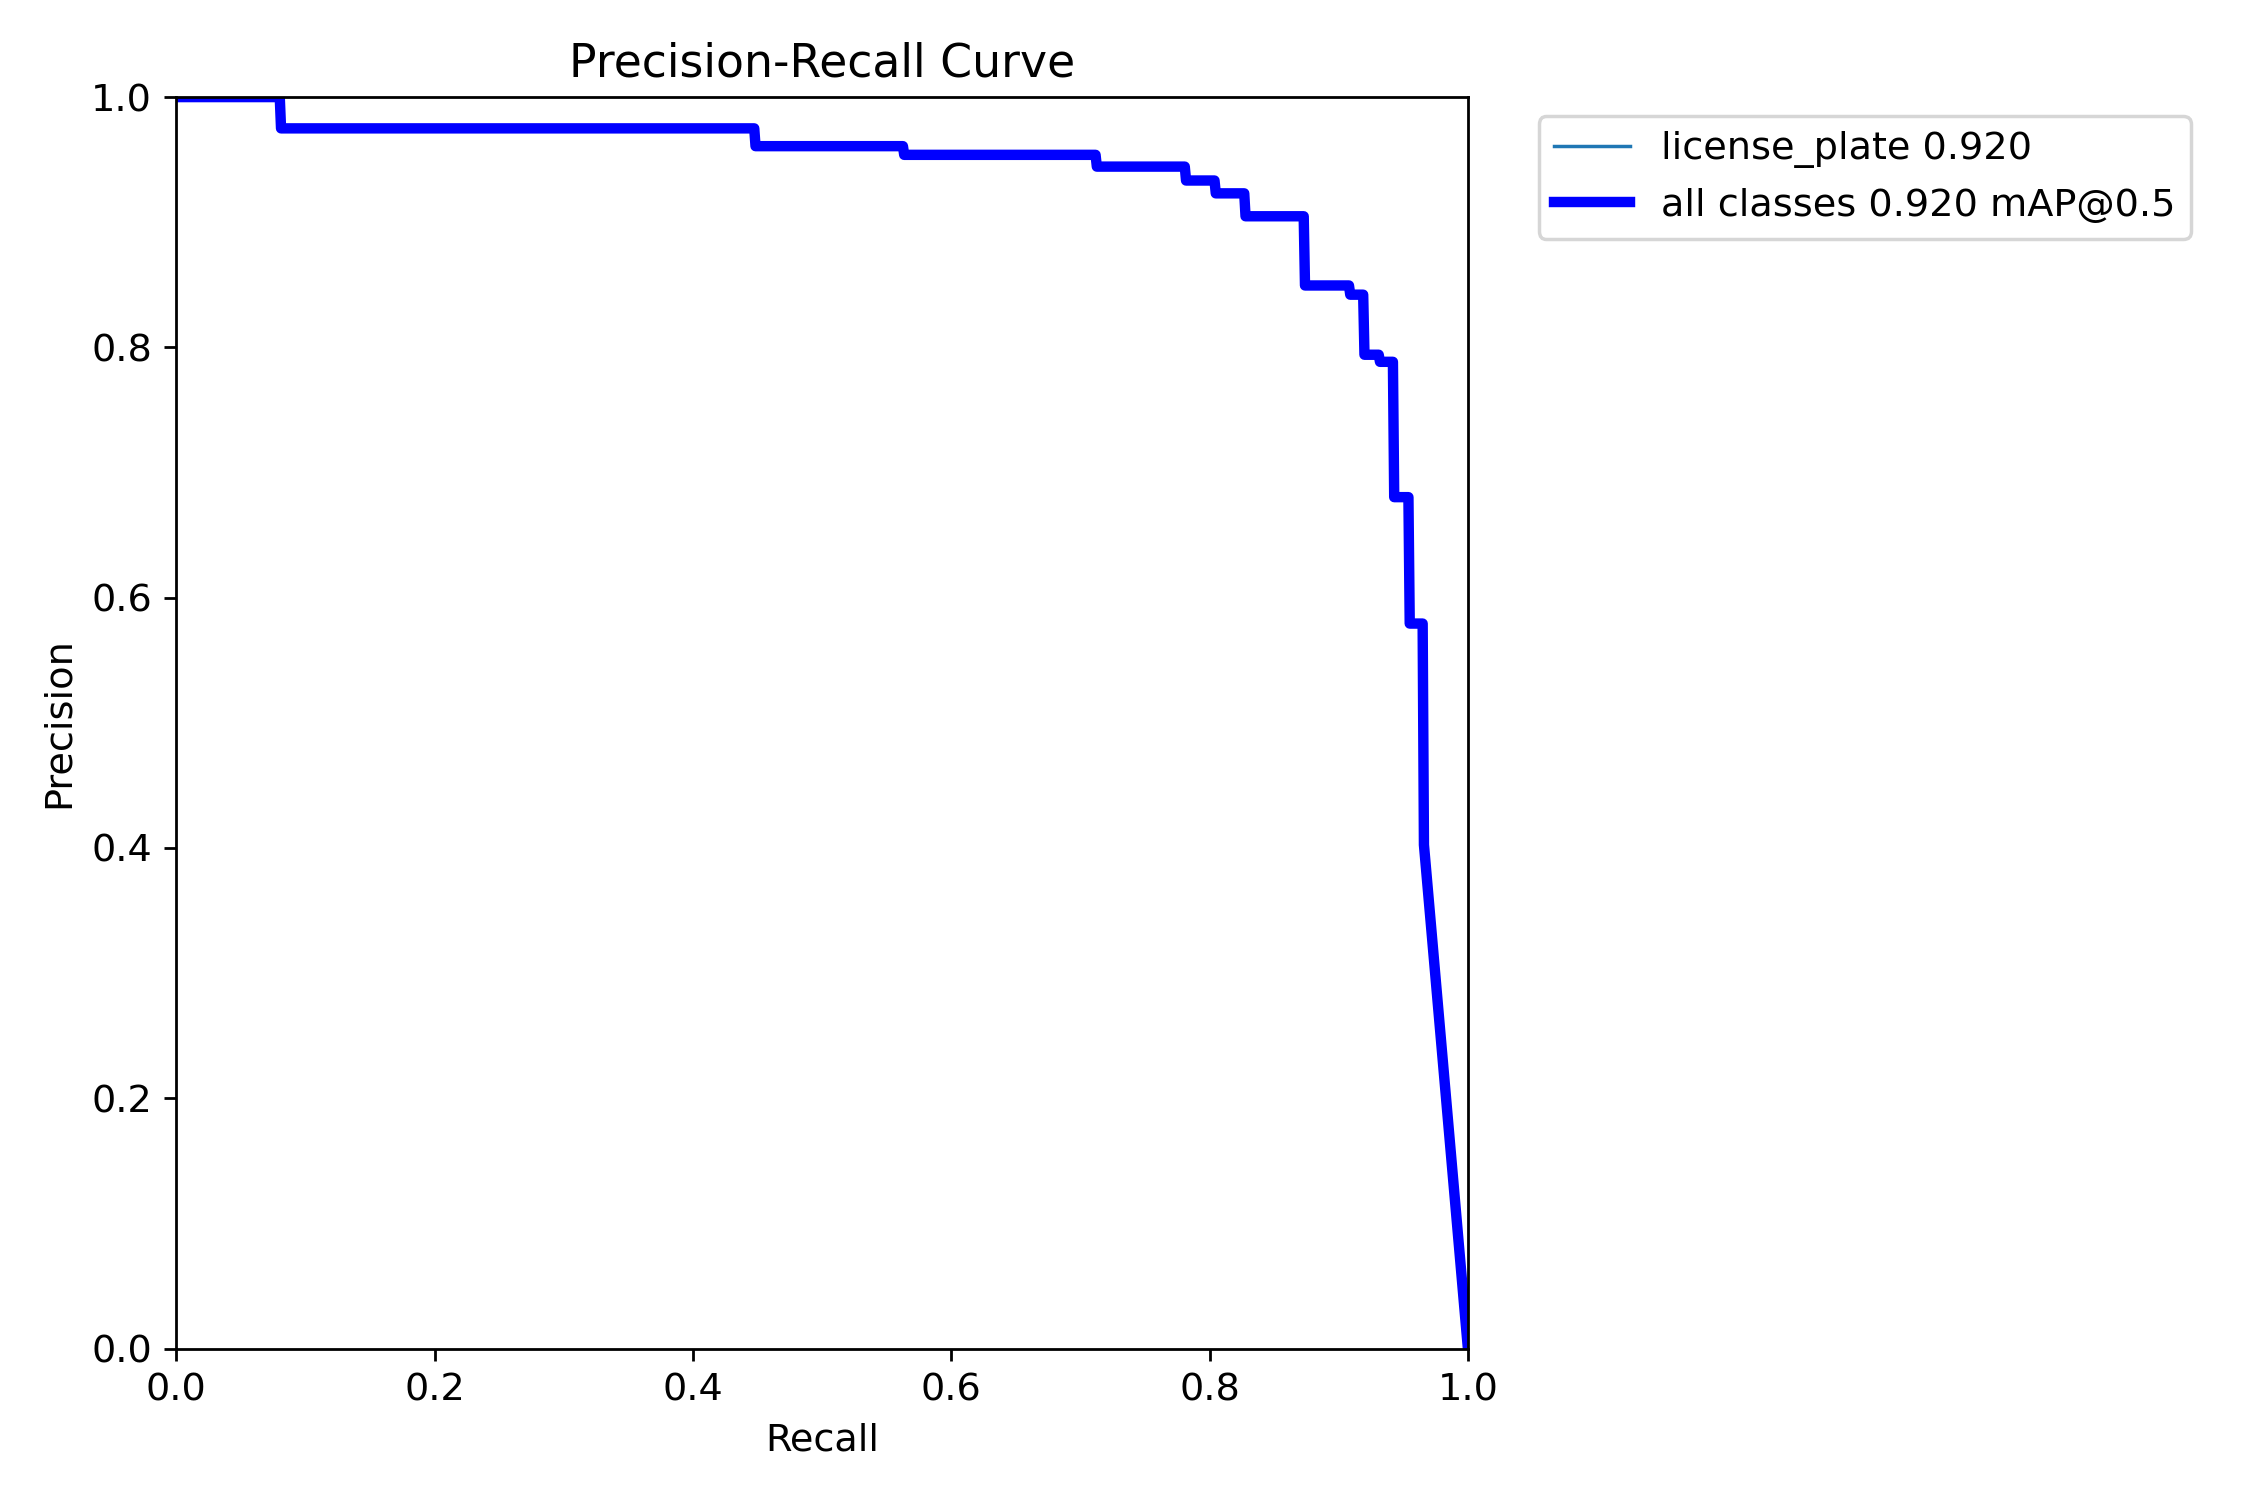 Precision-Recall Curve
1.0
0.8
0.6
0.4
0.2
0.0
Precision
0.0 0.2 0.4 0.6 0.8 1.0
Recall
license_plate 0.920
all classes 0.920 mAP@0.5